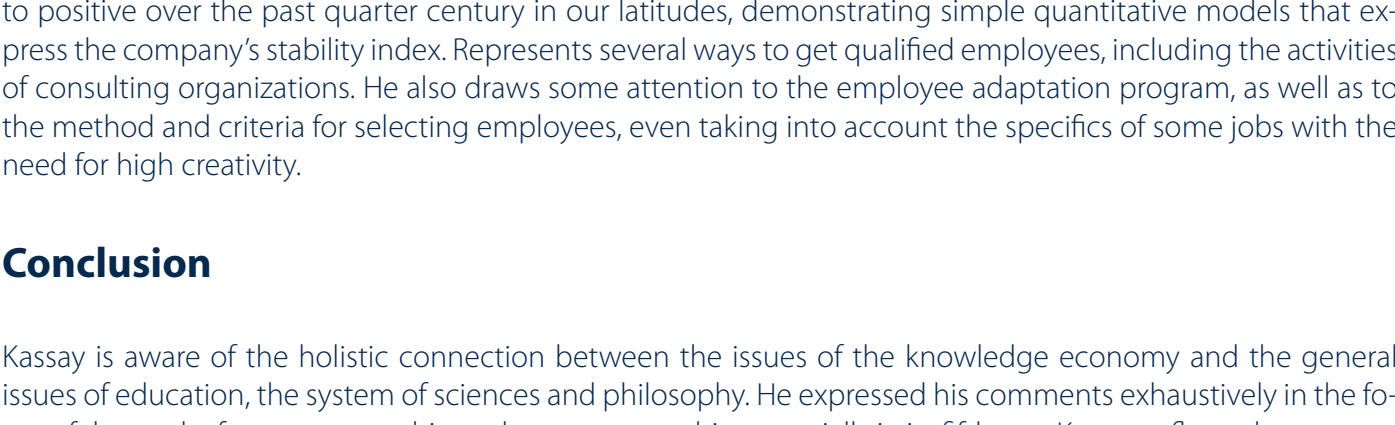 to positive over the past quarter century in our latitudes, demonstrating simple quantitative models that ex-
press the company's stability index. Represents several ways to get qualified employees, including the activities
of consulting organizations. He also draws some attention to the employee adaptation program, as well as to
the method and criteria for selecting employees, even taking into account the specifics of some jobs with the
need for high creativity.
Conclusion
Kassay is aware of the holistic connection between the issues of the knowledge economy and the general
issues of education, the system of sciences and philosophy. He expressed his comments exhaustively in the fo-